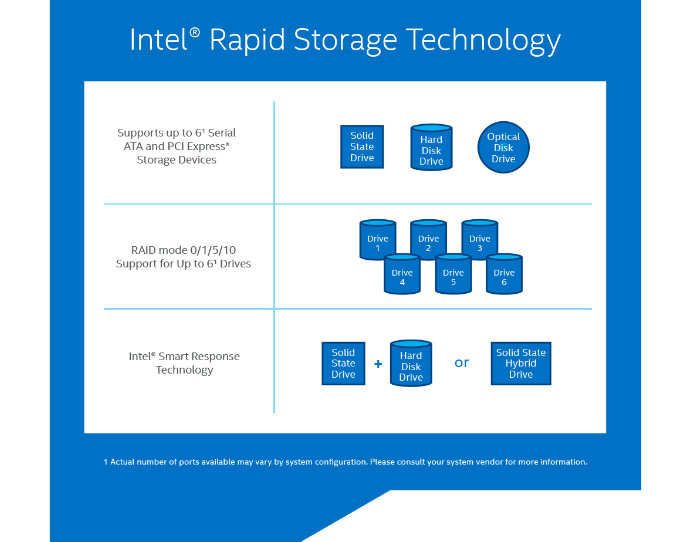 Intel® Rapid Storage Technology
Supports up to 6¹ Serial
ATA and PCI Express*
Storage Devices
Solid
State
Drive
Hard
Disk
Drive
Optical
Disk
Drive
RAID mode 0/1/5/10
Support for Up to 6¹ Drives
Drive
1
Drive
2
Drive
3
Drive
4
Drive
5
Drive
6
Intel® Smart Response
Technology
Solid
State
Drive
+
Hard
Disk
Drive
or
Solid State
Hybrid
Drive
1 Actual number of ports available may vary by system configuration. Please consult your system vendor for more information.